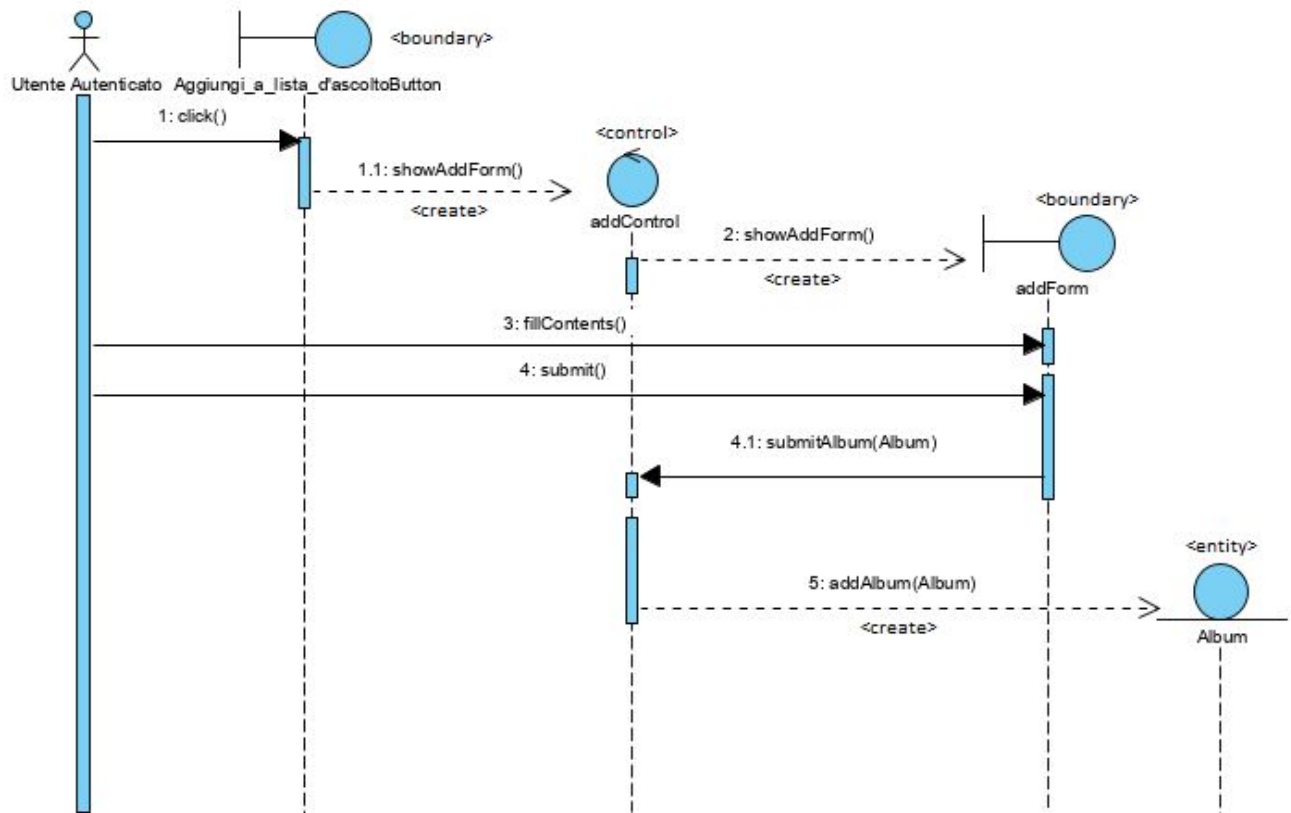 <boundary>
Utente Autenticato
Aggiungi_a_lista_d'ascoltoButton
1: click()
<control>
1.1: showAddForm()
<create>
addControl
<boundary>
2: showAddForm()
<create>
addForm
3: fillContents()
4: submit()
4.1: submitAlbum(Album)
<entity>
5: addAlbum(Album)
<create>
Album